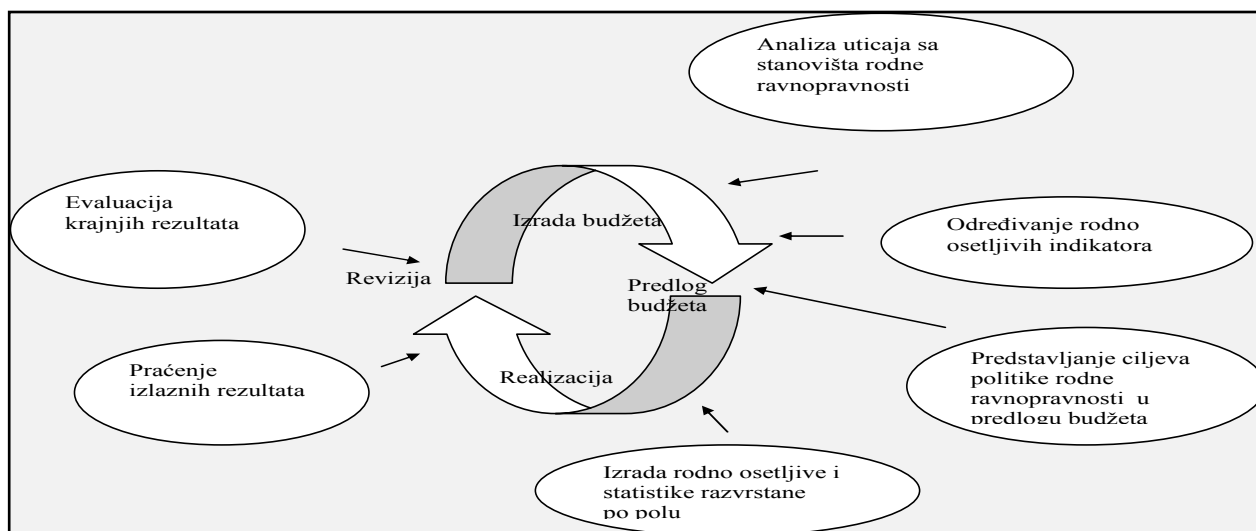 Analiza uticaja sa
stanovišta rodne
ravnopravnosti
Evaluacija
krajnjih rezultata
Izrada budžeta
Određivanje rodno
osetljivih indikatora
Revizija
Predlog
budžeta
Praćenje
izlaznih rezultata
Realizacija
Predstavljanje ciljeva
politike rodne
ravnopravnosti u
predlogu budžeta
Izrada rodno osetljive i
statistike razvrstane
po polu